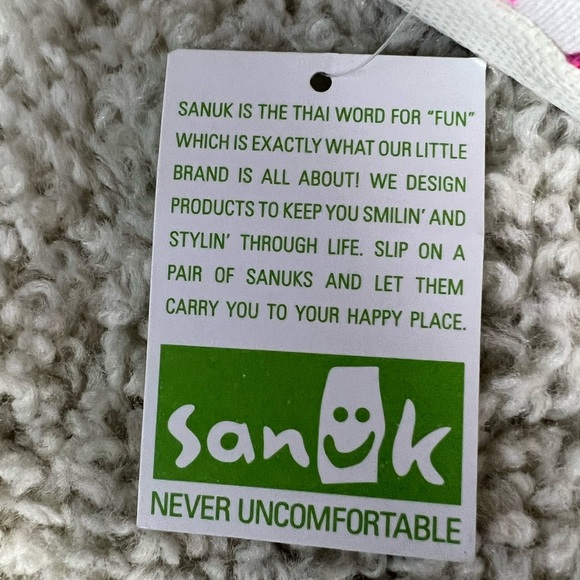 SANUK IS THE THAI WORD FOR “FUN”
WHICH IS EXACTLY WHAT OUR LITTLE
BRAND IS ALL ABOUT! WE DESIGN
PRODUCTS TO KEEP YOU SMILIN’ AND
STYLIN’ THROUGH LIFE. SLIP ON A
PAIR OF SANUKS AND LET THEM
CARRY YOU TO YOUR HAPPY PLACE.
sanuk
NEVER UNCOMFORTABLE